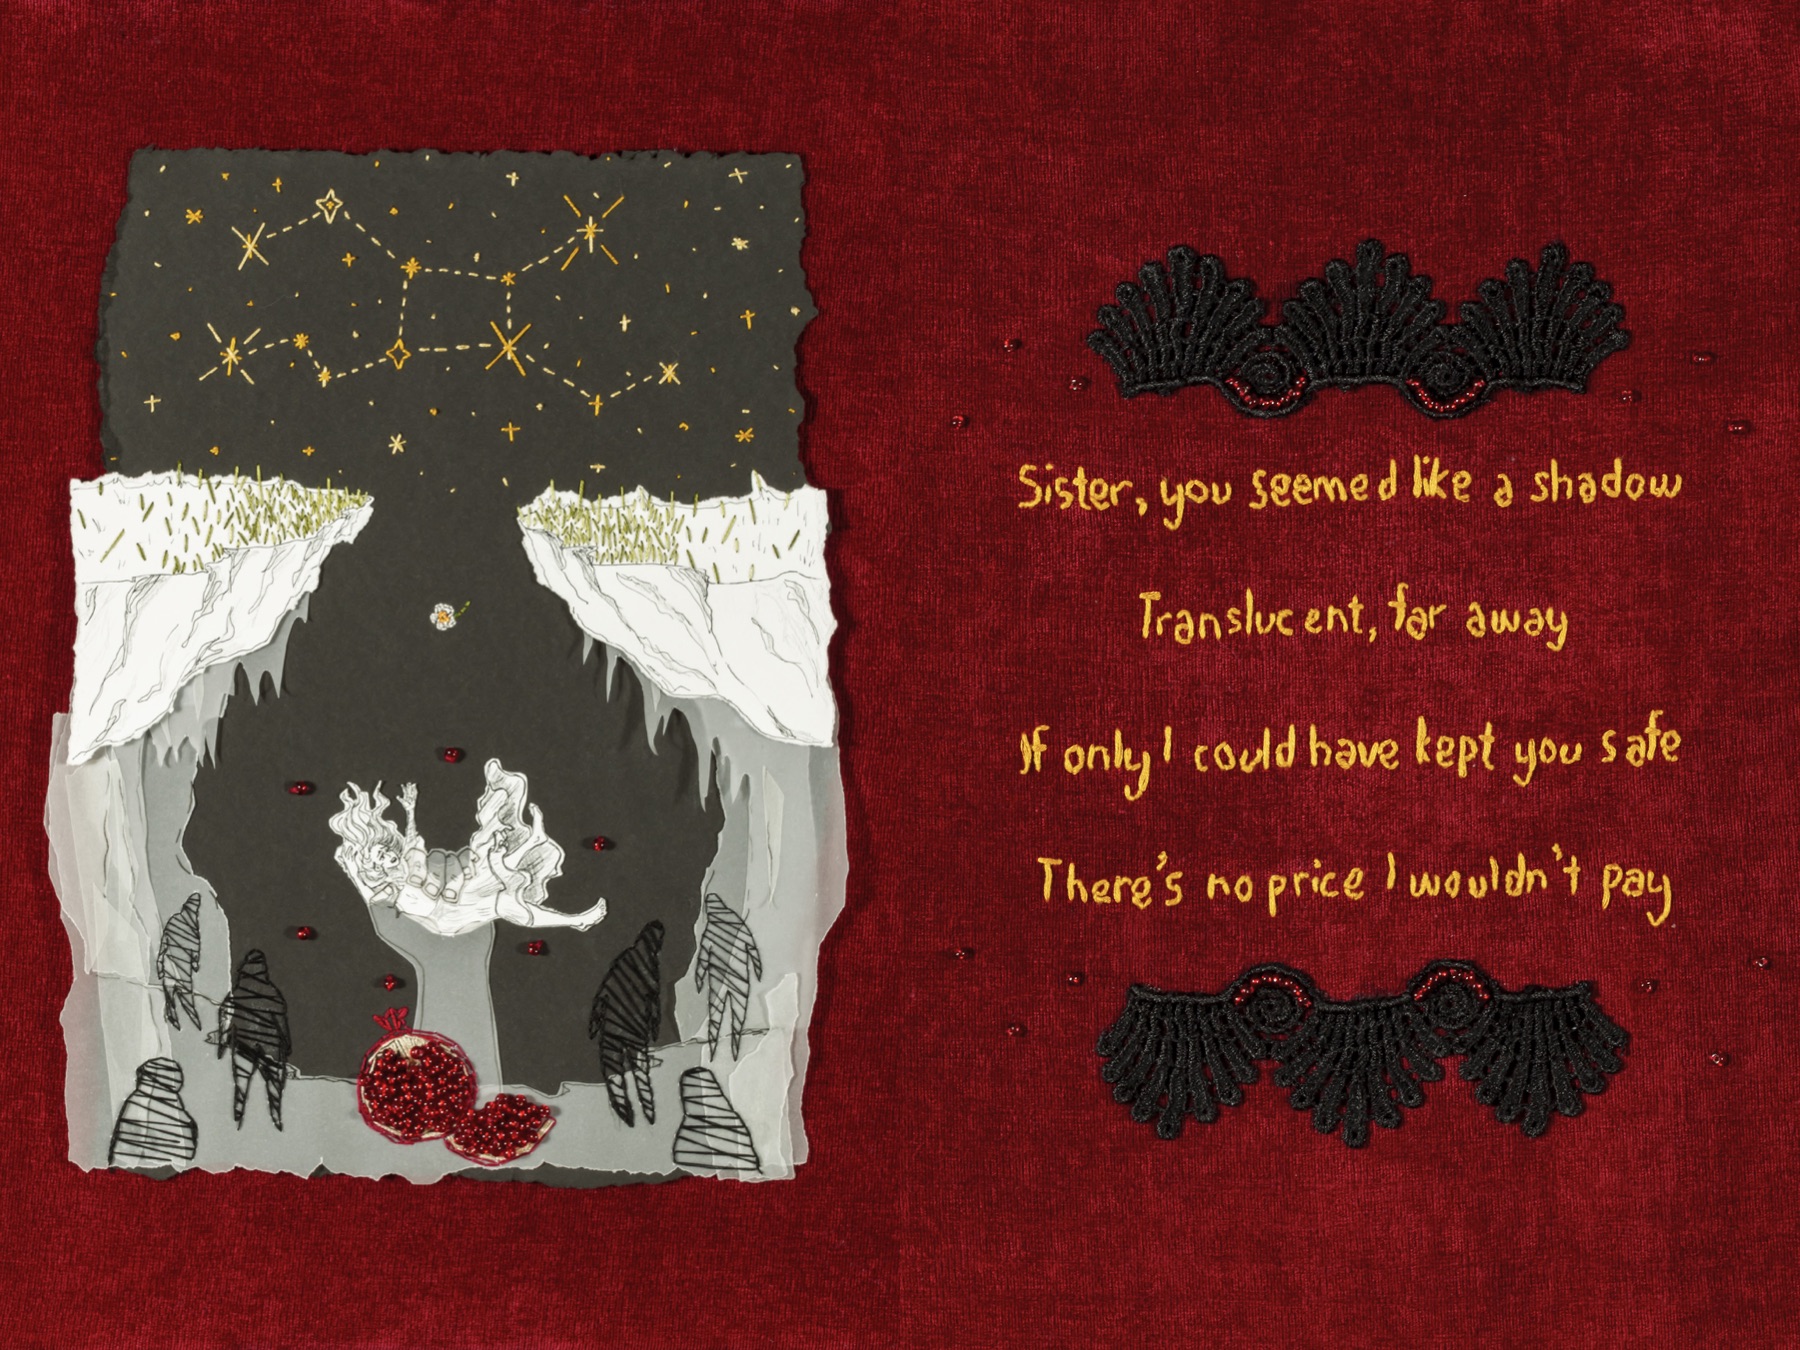 Sister, you seemed like a shadow
Translucent, far away
If only I could have kept you safe
There's no price I wouldn't pay